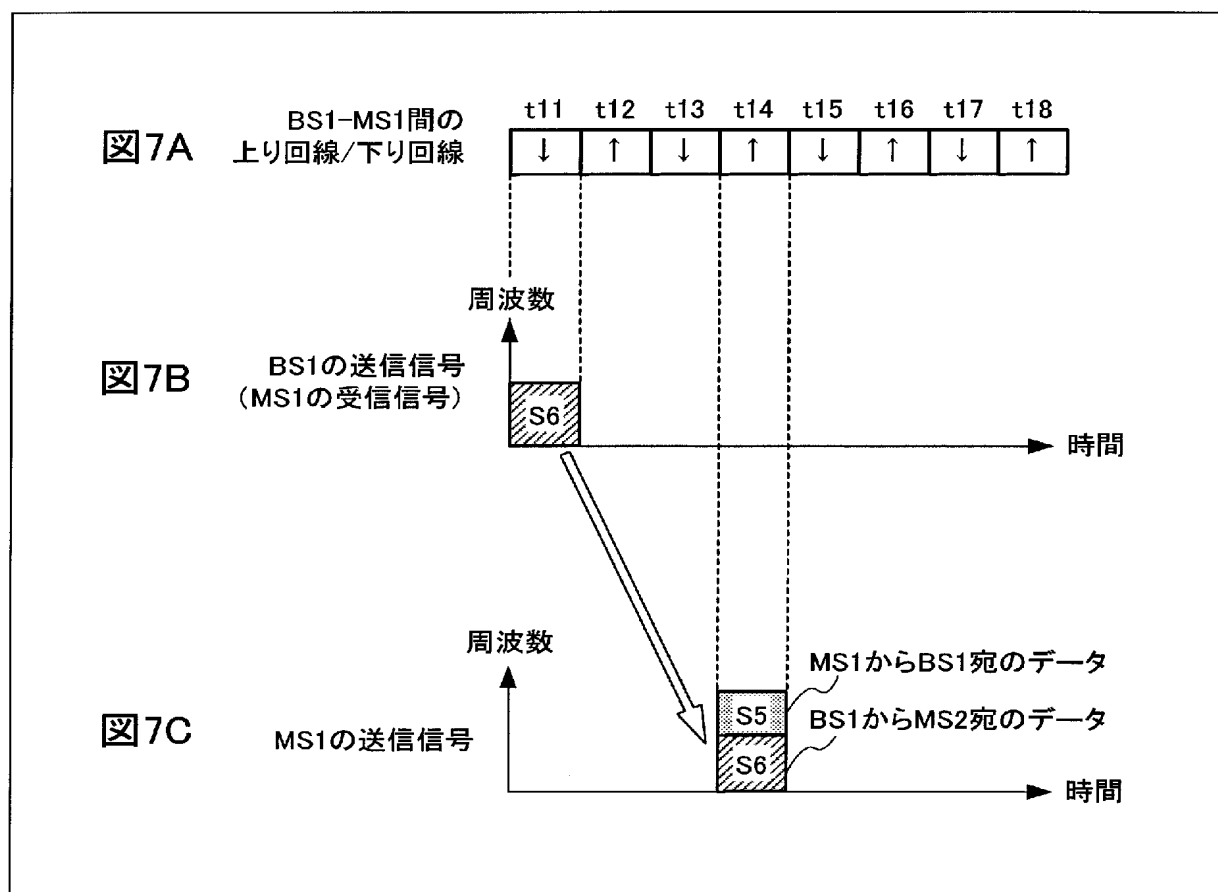 図7A
BS1-MS1間の
上り回線/下り回線
t11 t12 t13 t14 t15 t16 t17 t18
↓ ↑ ↓ ↑ ↓ ↑ ↓ ↑
周波数
図7B
BS1の送信信号
(MS1の受信信号)
S6
時間
周波数
図7C
MS1の送信信号
S5
S6
MS1からBS1宛のデータ
BS1からMS2宛のデータ
時間